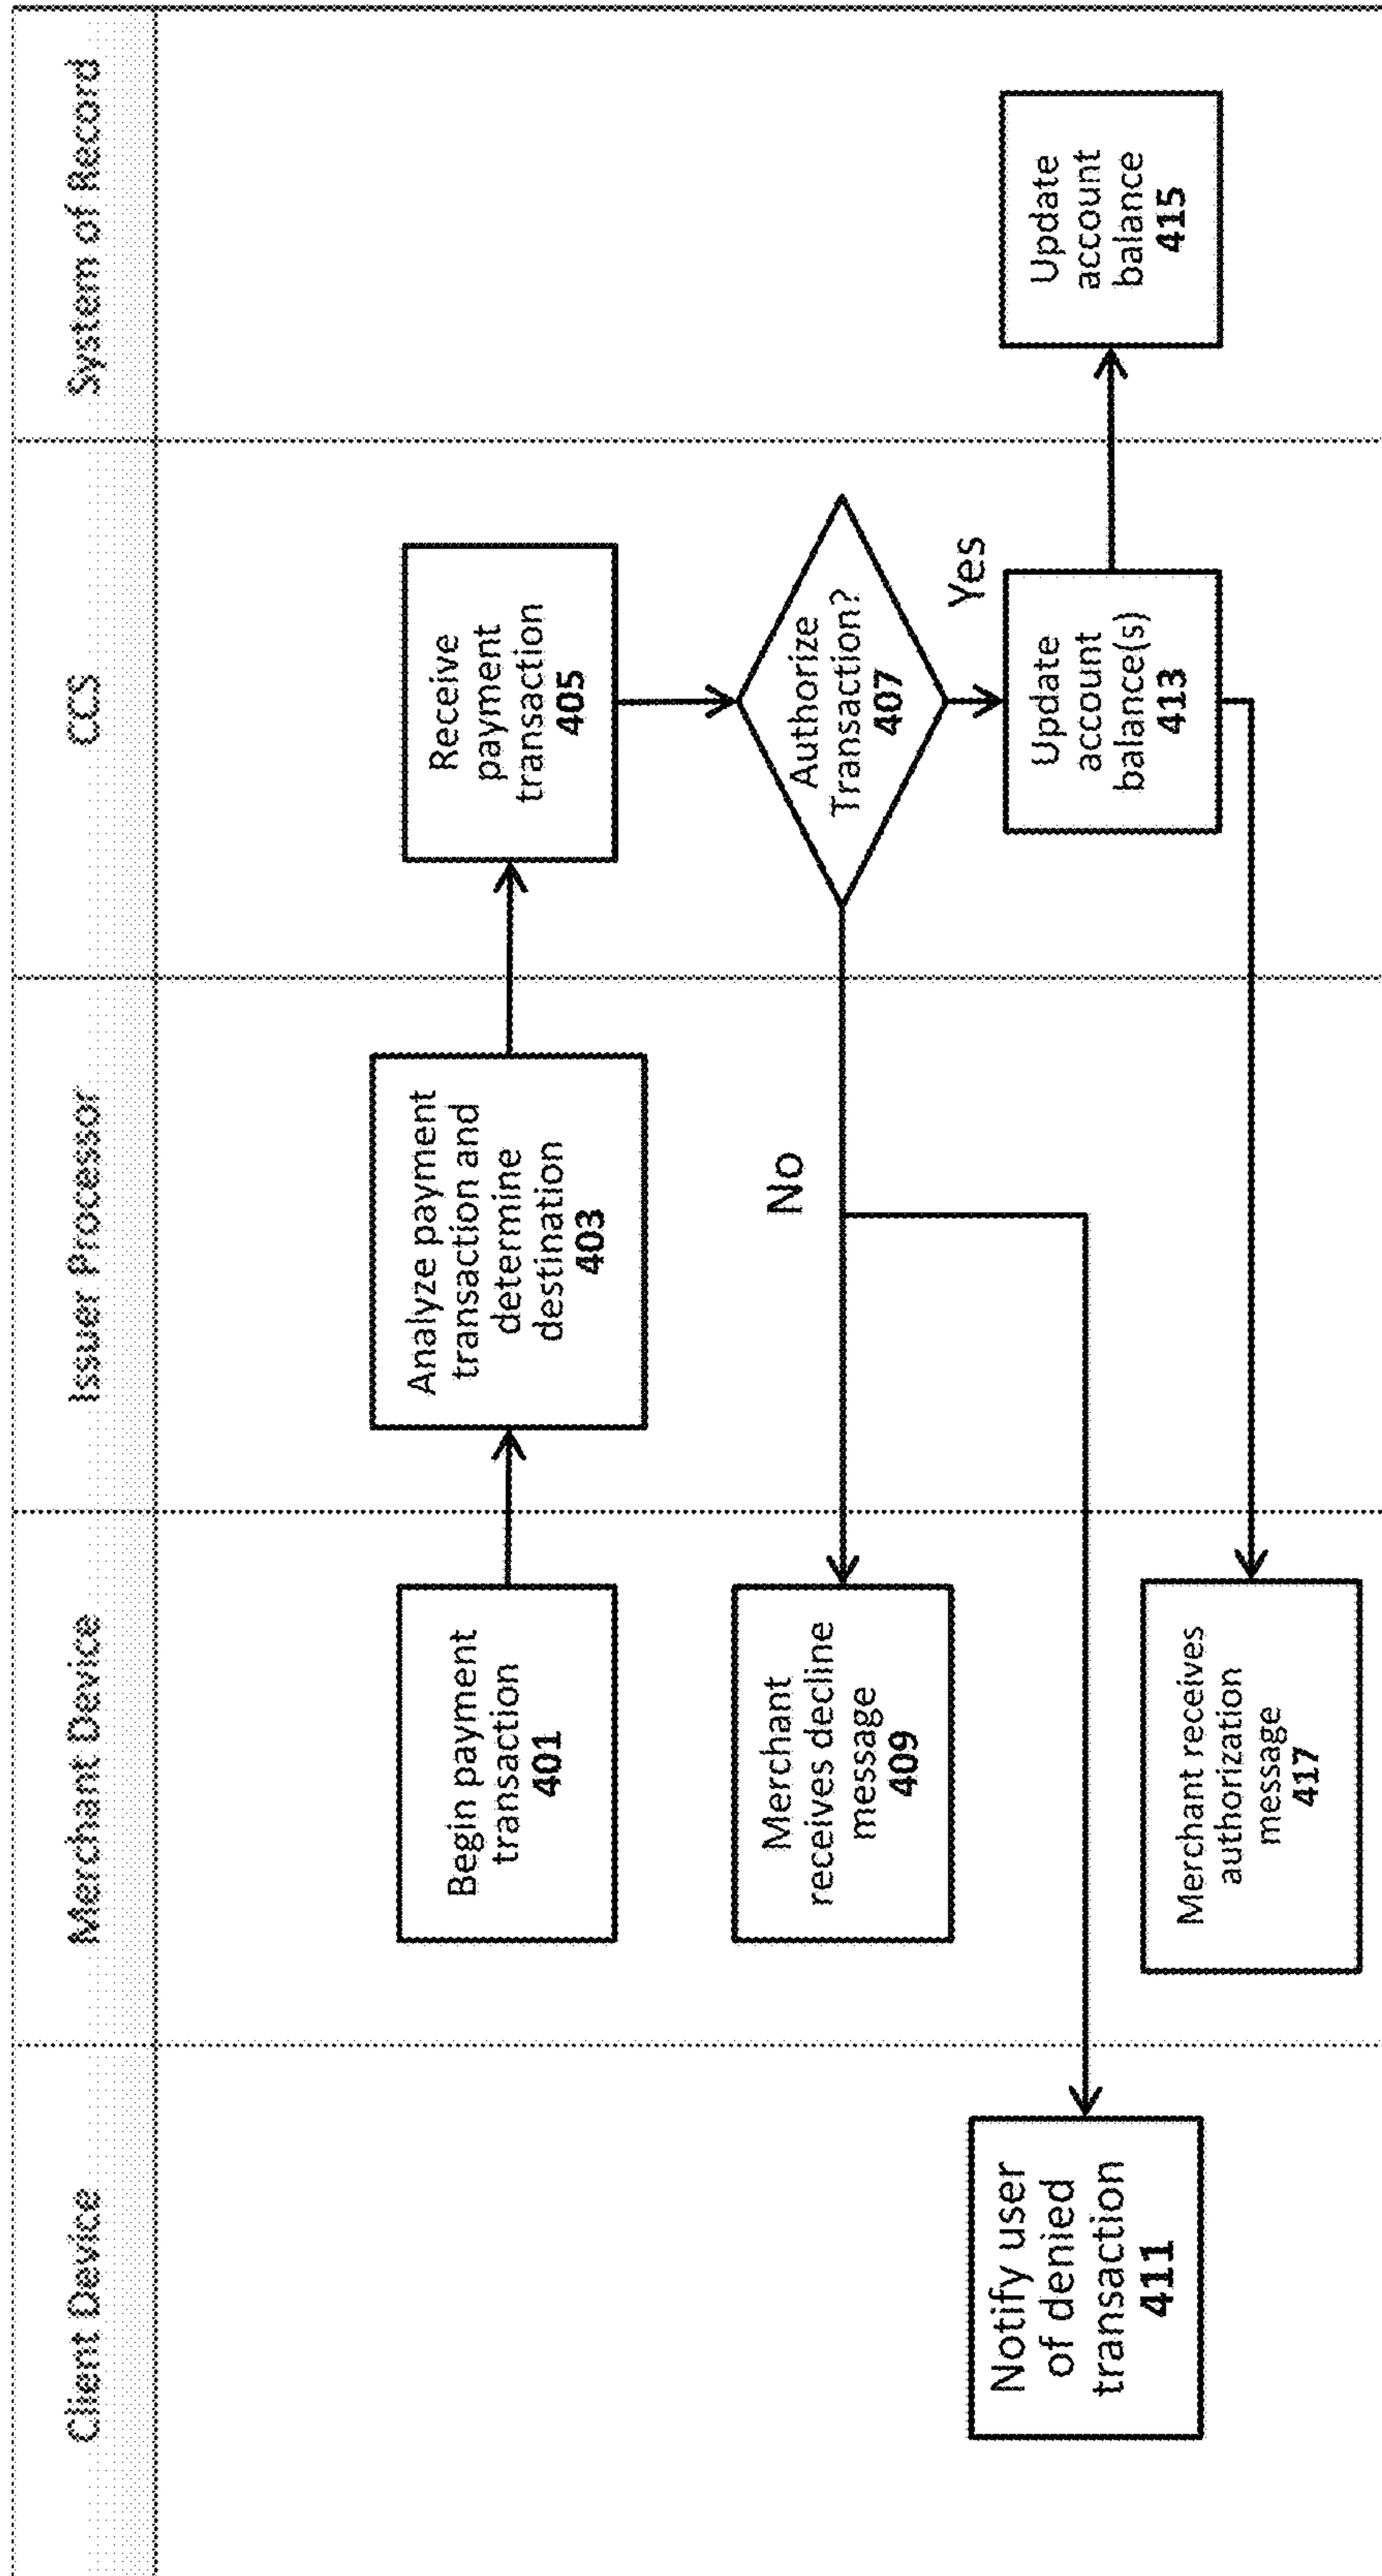 Client Device
Merchant Device
Issuer Processor
CCS
System of Record
Begin payment
transaction
401
Analyze payment
transaction and
determine
destination
403
Receive
payment
transaction
405
Authorize
Transaction?
407
No
Yes
Merchant
receives decline
message
409
Notify user
of denied
transaction
411
Update
account
balance(s)
413
Update
account
balance
415
Merchant receives
authorization
message
417